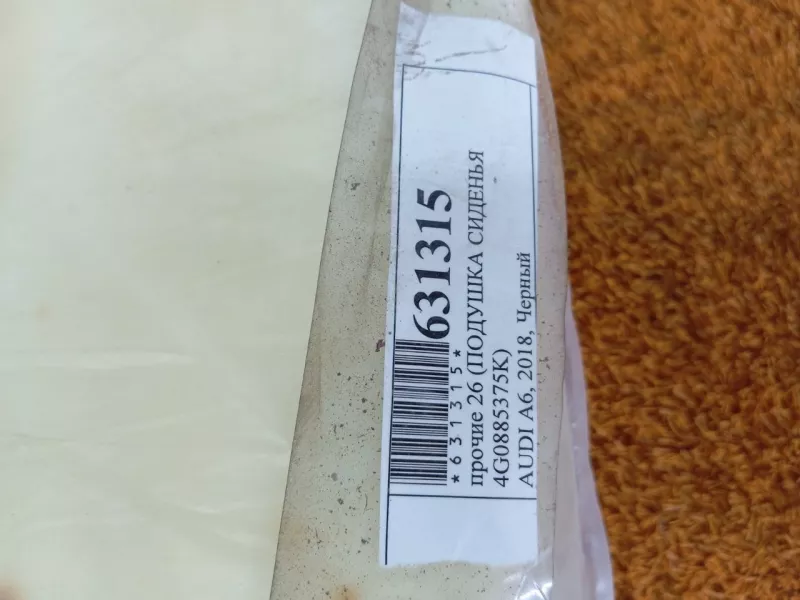 631315
*631315*
прочие 26 (ПОДУШКА СИДЕНЬЯ
4G0885375K)
AUDI A6, 2018, Черный